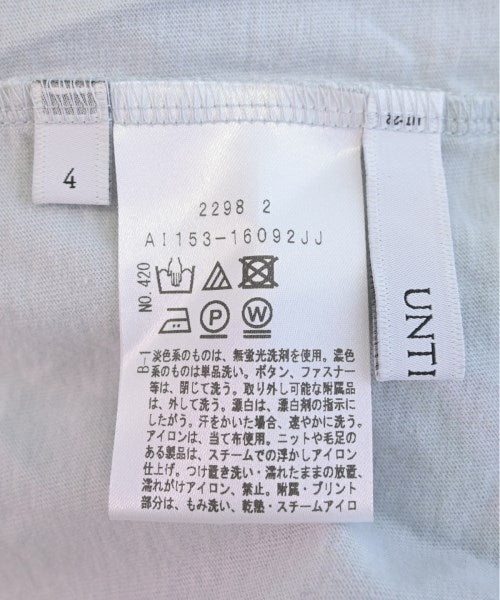 4
2298 2
AI153-16092JJ
NO.420
P
W
B-1
淡色系のものは、無蛍光洗剤を使用。濃色
系のものは単品洗い。ボタン、ファスナー
等は、閉じて洗う。取り外し可能な附属品
は、外して洗う。漂白は、漂白剤の指示に
したがう。汗をかいた場合、速やかに洗う。
アイロンは、当て布使用。ニットや毛足の
ある製品は、スチームでの浮かしアイロン
仕上げ。つけ置き洗い・濡れたままの放置、
濡れがけアイロン、禁止。附属・プリント
部分は、もみ洗い、乾熱・スチームアイロ
UNTI